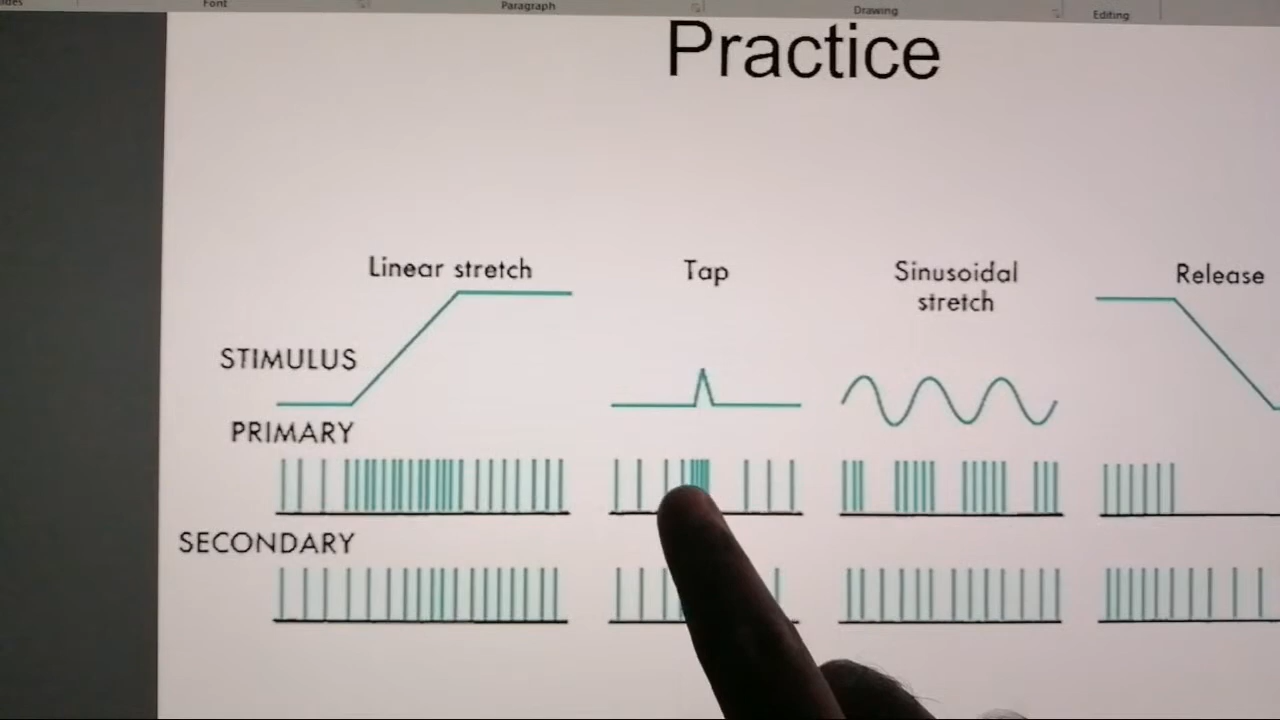 Font
Paragraph
Drawing
Editing
Practice
Linear stretch
Tap
Sinusoidal
stretch
Release
STIMULUS
PRIMARY
SECONDARY